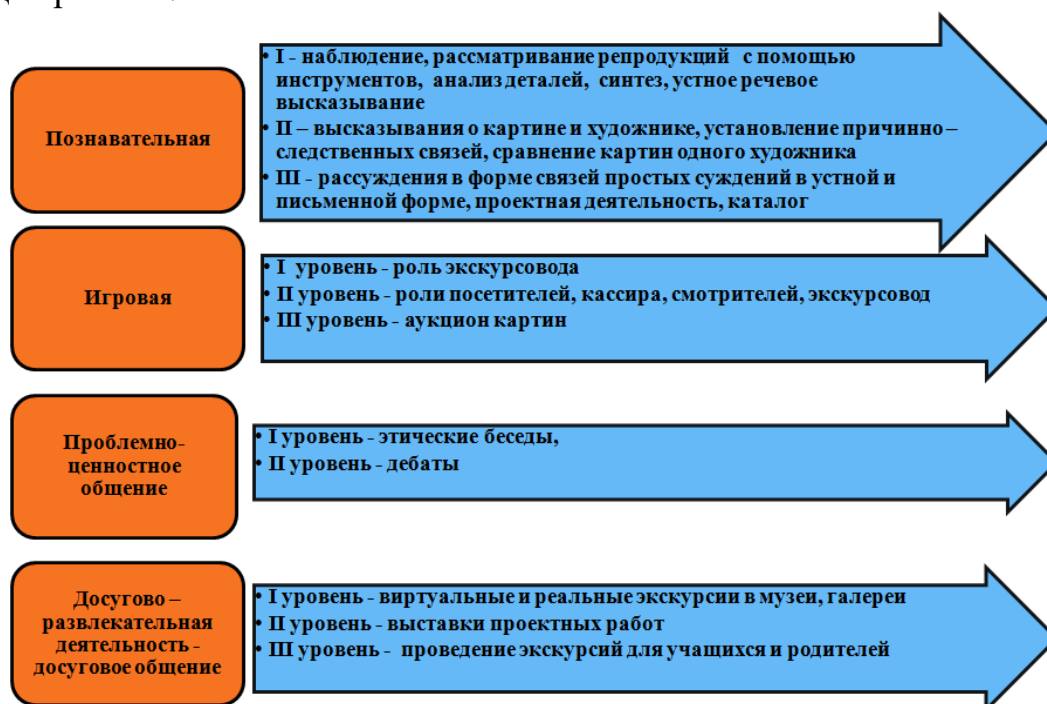 Познавательная
• I - наблюдение, рассматривание репродукций с помощью
инструментов, анализ деталей, синтез, устное речевое
высказывание
• II – высказывания о картине и художнике, установление причинно –
следственных связей, сравнение картин одного художника
• III - рассуждения в форме связей простых суждений в устной и
письменной форме, проектная деятельность, каталог
Игровая
• I уровень - роль экскурсовода
• II уровень - роли посетителей, кассира, смотрителей, экскурсовод
• III уровень - аукцион картин
Проблемно-
ценностное
общение
• I уровень - этические беседы,
• II уровень - дебаты
Досугово –
развлекательная
деятельность -
досуговое общение
• I уровень - виртуальные и реальные экскурсии в музеи, галереи
• II уровень - выставки проектных работ
• III уровень - проведение экскурсий для учащихся и родителей